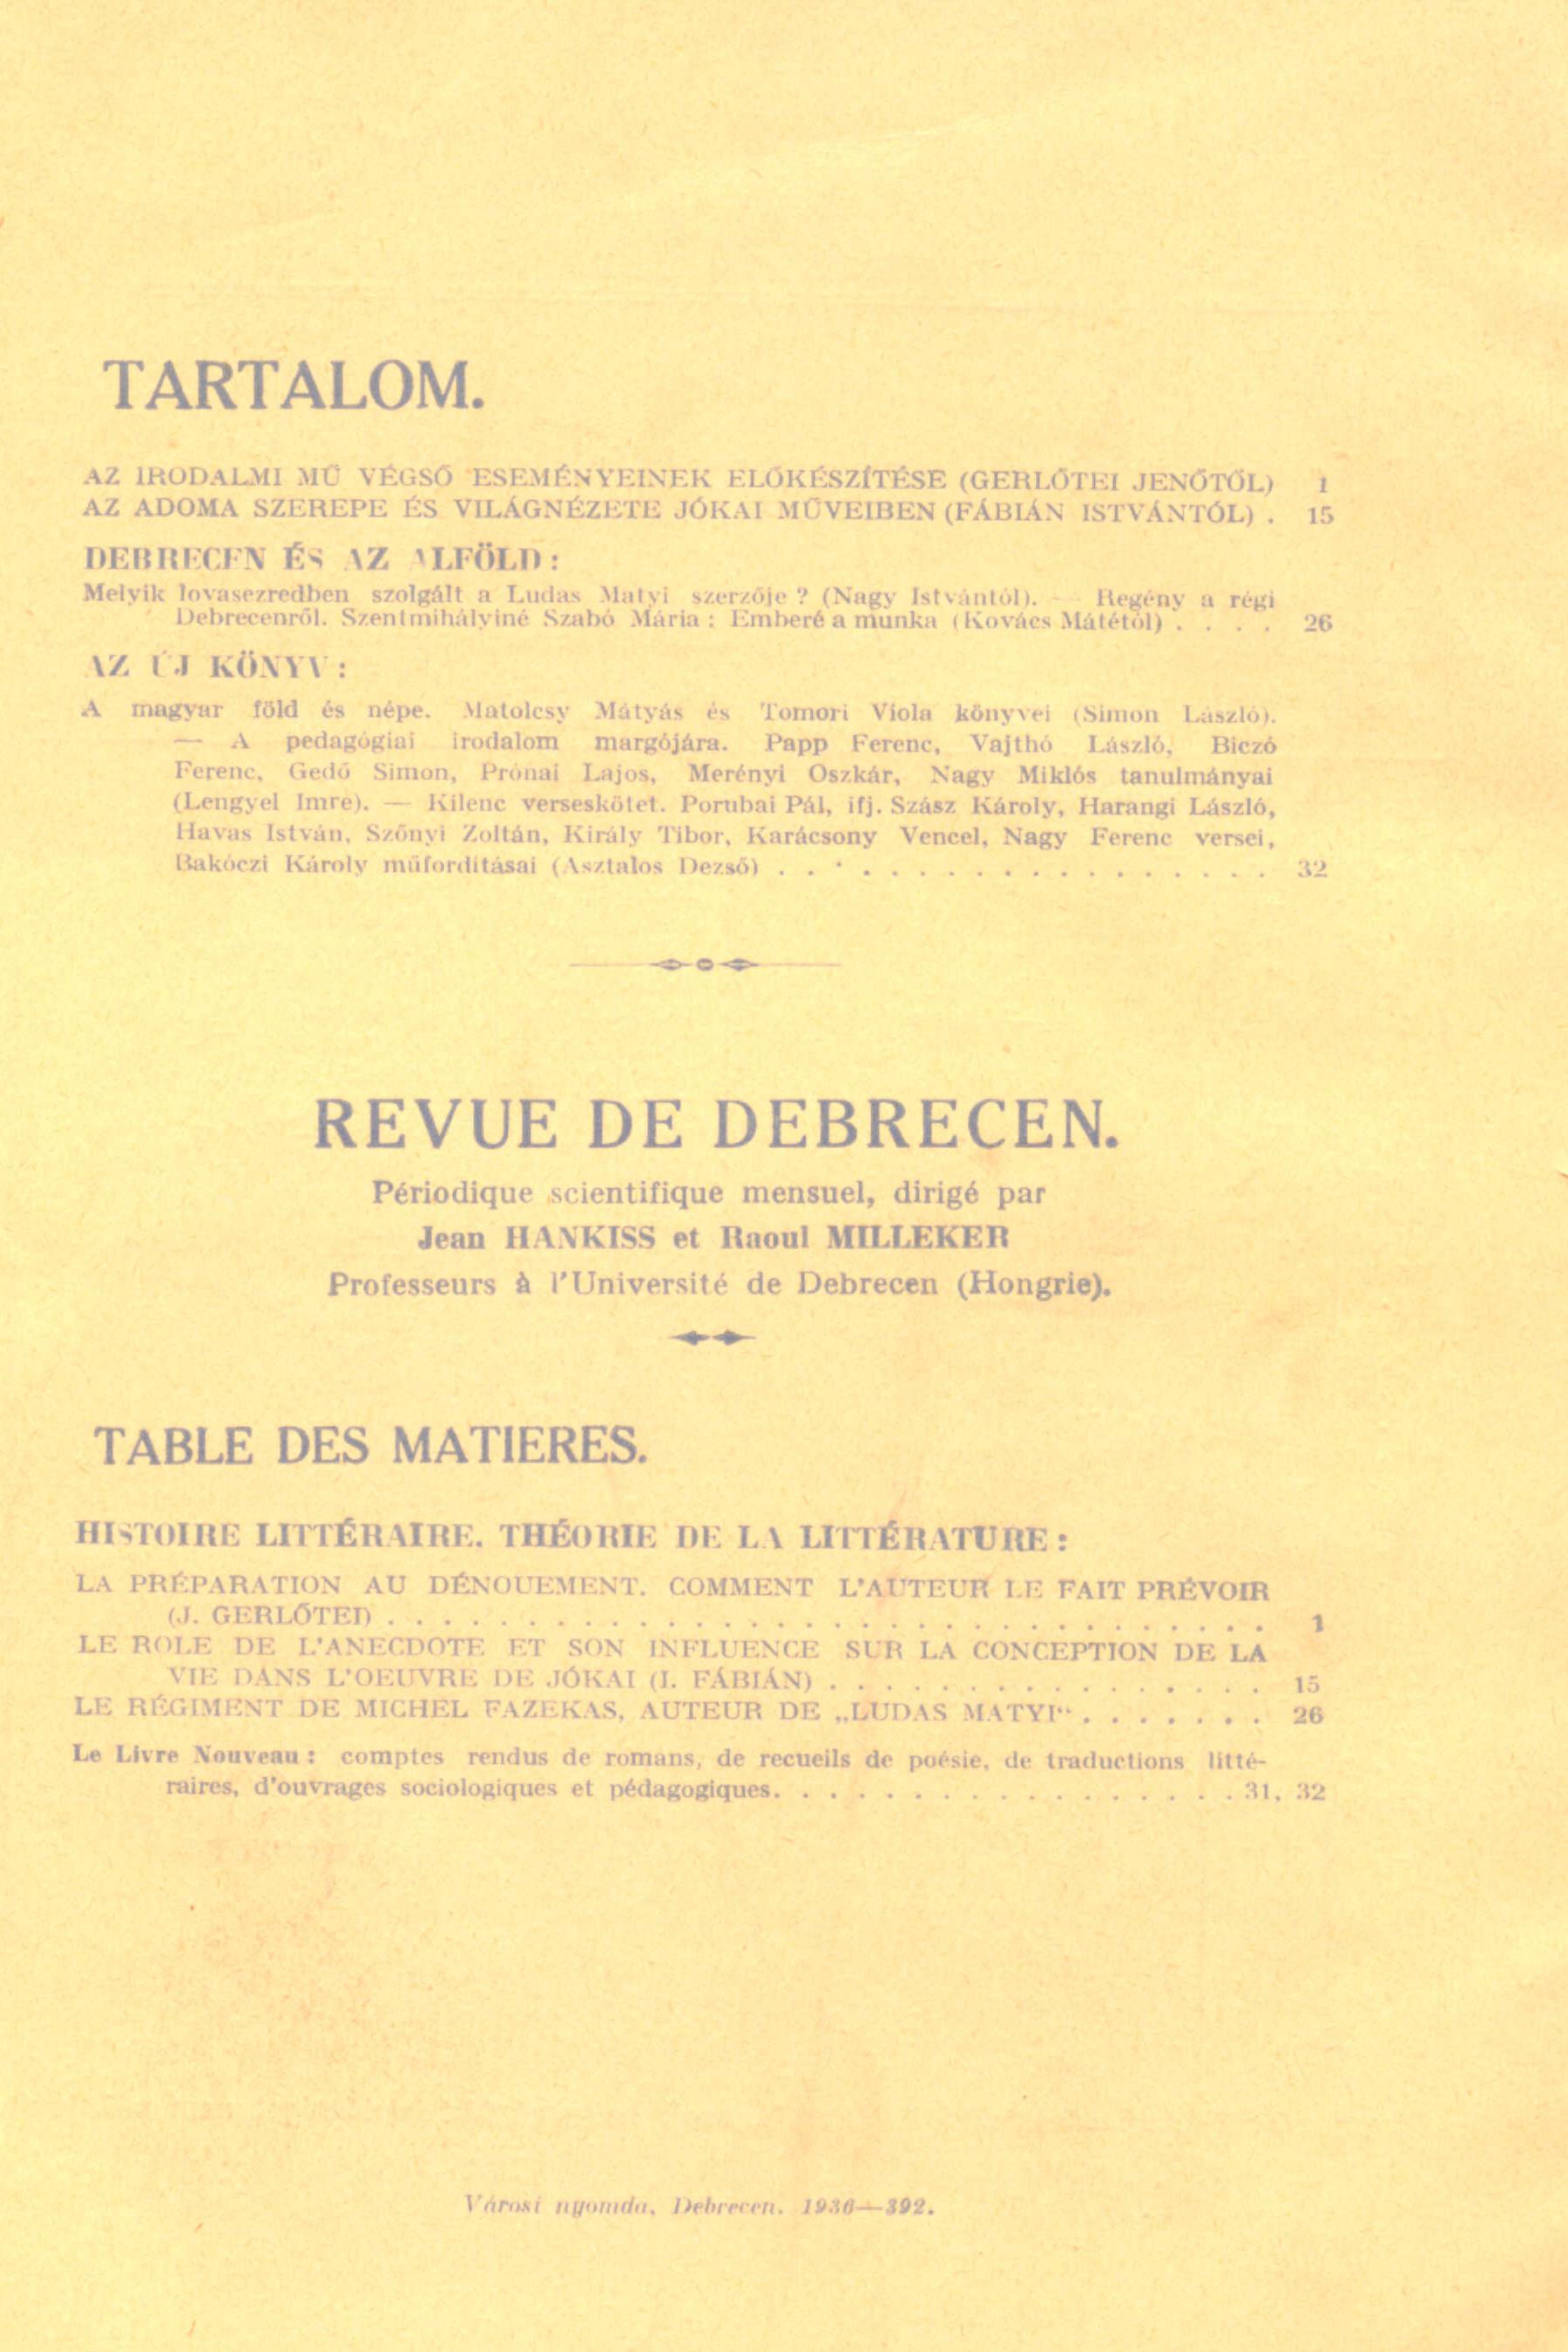 TARTALOM.
AZ IRODALMI MŰ VÉGSŐ ESEMÉNYEINEK ELŐKÉSZÍTÉSE (GERLŐTEI JENŐTŐL) 1
AZ ADOMA SZEREPE ÉS VILÁGNÉZETE JÓKAI MŰVEIBEN (FÁBIÁN ISTVÁNTÓL) . 15
DEBRECEN ÉS AZ ALFÖLD:
Melyik lovasezredben szolgált a Ludas Matyi szerzője? (Nagy Istvántól). — Regény a régi
Debrecenről. Szentmihályiné Szabó Mária: Emberé a munka (Kovács Mátétól) . . . . 26
AZ ÚJ KÖNYV:
A magyar föld és népe. Matolcsy Mátyás és Tomori Viola könyvei (Simon László).
— A pedagógiai irodalom margójára. Papp Ferenc, Vajthó László, Biczó
Ferenc, Gedő Simon, Prónai Lajos, Merényi Oszkár, Nagy Miklós tanulmányai
(Lengyel Imre). — Kilenc verseskötet. Porubai Pál, ifj. Szász Károly, Harangi László,
Havas István, Szőnyi Zoltán, Király Tibor, Karácsony Vencel, Nagy Ferenc versei,
Bakóczi Károly műfordításai (Asztalos Dezső) . . . . . . . . . . . . . . . . . . 32
REVUE DE DEBRECEN.
Périodique scientifique mensuel, dirigé par
Jean HANKISS et Raoul MILLEKER
Professeurs à l'Université de Debrecen (Hongrie).
TABLE DES MATIERES.
HISTOIRE LITTÉRAIRE. THÉORIE DE LA LITTÉRATURE:
LA PRÉPARATION AU DÉNOUEMENT. COMMENT L'AUTEUR LE FAIT PRÉVOIR
(J. GERLŐTEI) . . . . . . . . . . . . . . . . . . . . . . . . . . . . . . . . 1
LE ROLE DE L'ANECDOTE ET SON INFLUENCE SUR LA CONCEPTION DE LA
VIE DANS L'OEUVRE DE JÓKAI (I. FÁBIÁN) . . . . . . . . . . . . . . . . 15
LE RÉGIMENT DE MICHEL FAZEKAS, AUTEUR DE „LUDAS MATYI“ . . . . . . . 26
Le Livre Nouveau: comptes rendus de romans, de recueils de poésie, de traductions litté-
raires, d'ouvrages sociologiques et pédagogiques. . . . . . . . . . . . . . . . . 31, 32
Városi nyomda, Debrecen. 1936—392.